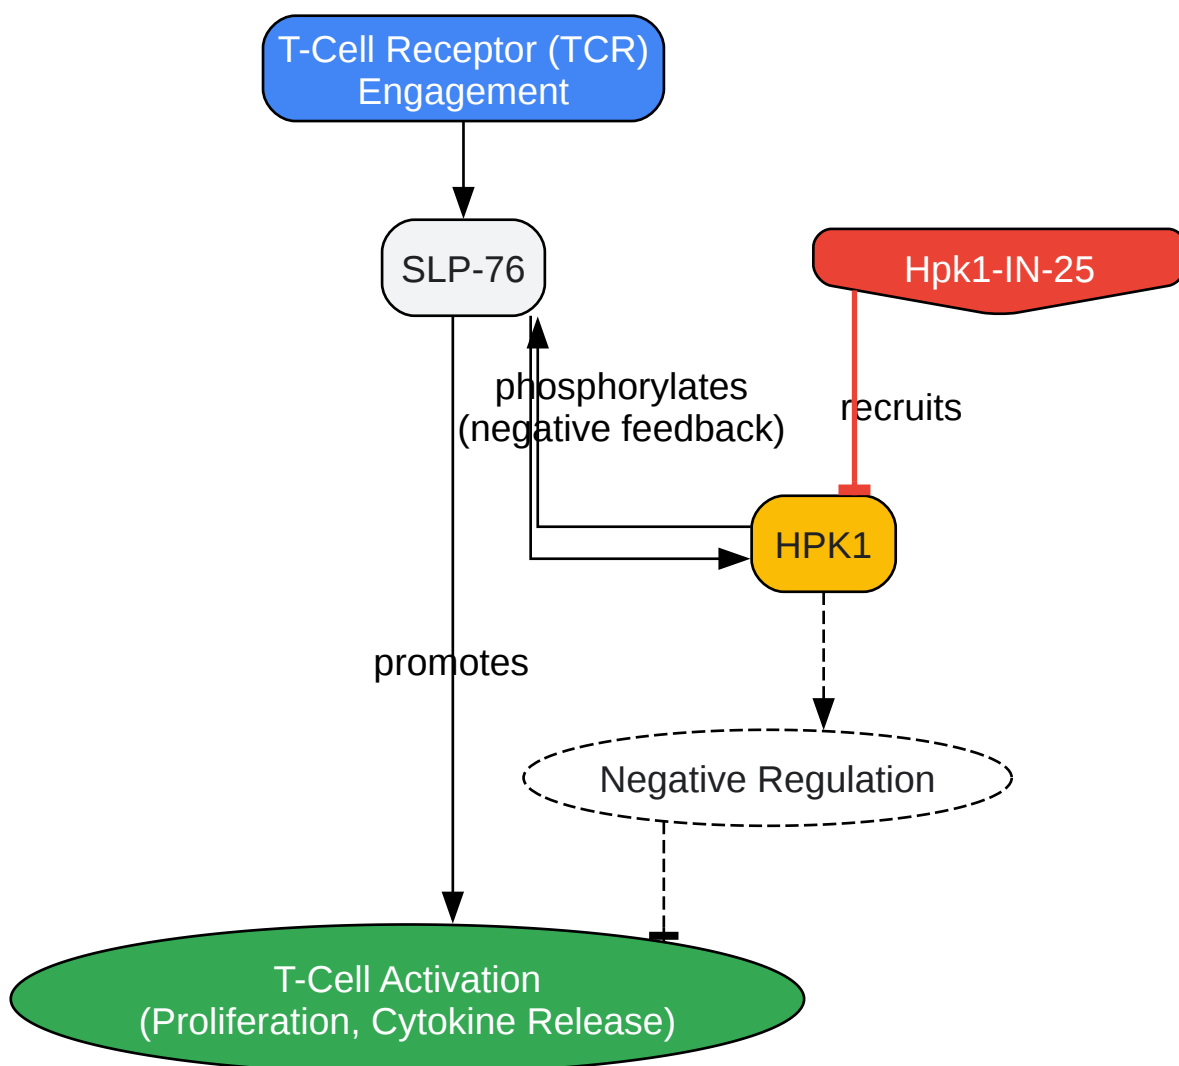 T-Cell Receptor (TCR)
Engagement
SLP-76
Hpk1-IN-25
phosphorylates
(negative feedback)
recruits
HPK1
promotes
Negative Regulation
T-Cell Activation
(Proliferation, Cytokine Release)